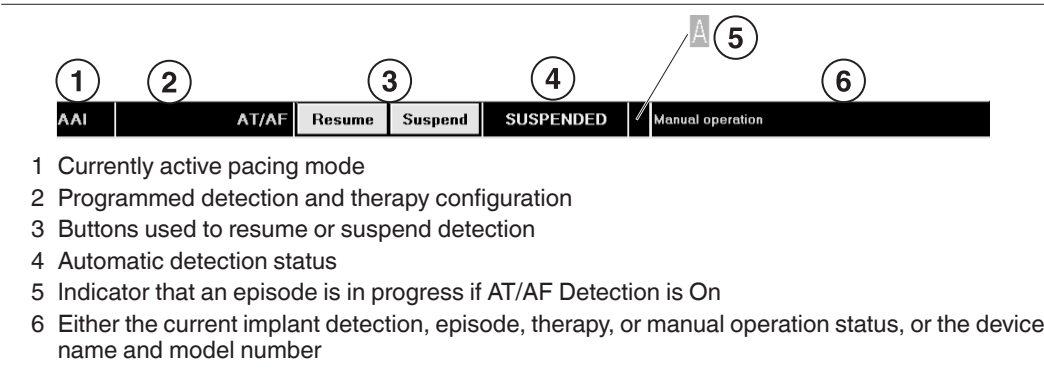 A 5
1 2 3 4 6
AAI AT/AF Resume Suspend SUSPENDED Manual operation
1 Currently active pacing mode
2 Programmed detection and therapy configuration
3 Buttons used to resume or suspend detection
4 Automatic detection status
5 Indicator that an episode is in progress if AT/AF Detection is On
6 Either the current implant detection, episode, therapy, or manual operation status, or the device
name and model number